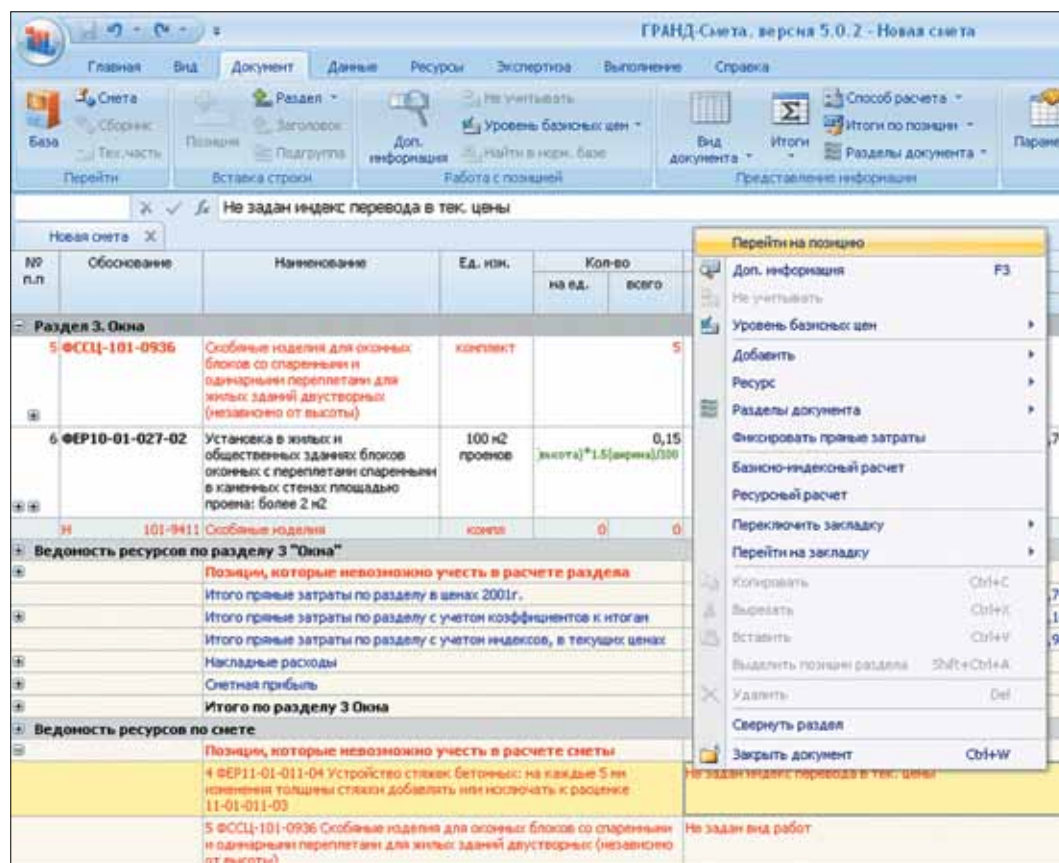 ГРАНД-Смета, версия 5.0.2 - Новая смета
Главная Вид Документ Данные Ресурсы Экспертиза Выполнение Справка
База
Смета
Сборник
Тех.часть
Перейти
Позиция
Раздел
Заголовок
Подгруппа
Вставка строки
Доп. информация
Не учитывать
Уровень базисных цен
Найти в норм. базе
Работа с позицией
Вид документа
Итоги
Способ расчета
Итоги по позиции
Разделы документа
Представление информации
Не задан индекс перевода в тек. цены
Новая смета
№ п.п Обоснование Наименование Ед. изм. Кол-во
на ед. всего
Раздел 3. Окна
5 ФССЦ-101-0936 Скобяные изделия для оконных комплект 5
блоков со спаренными и
одинарными переплетами для
жилых зданий двустворных
(независимо от высоты)
6 ФЕР10-01-027-02 Установка в жилых и 100 м2 0,15
общественных зданиях блоков проемов высота)*1.5(ширина)/100
оконных с переплетами спаренными
в каменных стенах площадью
проема: более 2 м2
Н 101-9411 Скобяные изделия компл 0 0
Ведомость ресурсов по разделу 3 "Окна"
Позиции, которые невозможно учесть в расчете раздела
Итого прямые затраты по разделу в ценах 2001г.
Итого прямые затраты по разделу с учетом коэффициентов к итогам
Итого прямые затраты по разделу с учетом индексов, в текущих ценах
Накладные расходы
Сметная прибыль
Итого по разделу 3 Окна
Ведомость ресурсов по смете
Позиции, которые невозможно учесть в расчете сметы
4 ФЕР11-01-011-04 Устройство стяжек бетонных: на каждые 5 мм Не задан индекс перевода в тек. цены
изменения толщины стяжки добавлять или исключать к расценке
11-01-011-03
5 ФССЦ-101-0936 Скобяные изделия для оконных блоков со спаренными Не задан вид работ
и одинарными переплетами для жилых зданий двустворных (независимо
от высоты)
Перейти на позицию
Доп. информация F3
Не учитывать
Уровень базисных цен
Добавить
Ресурс
Разделы документа
Фиксировать прямые затраты
Базисно-индексный расчет
Ресурсный расчет
Переключить закладку
Перейти на закладку
Копировать Ctrl+C
Вырезать Ctrl+X
Вставить Ctrl+V
Выделить позиции раздела Shift+Ctrl+A
Удалить Del
Свернуть раздел
Закрыть документ Ctrl+W